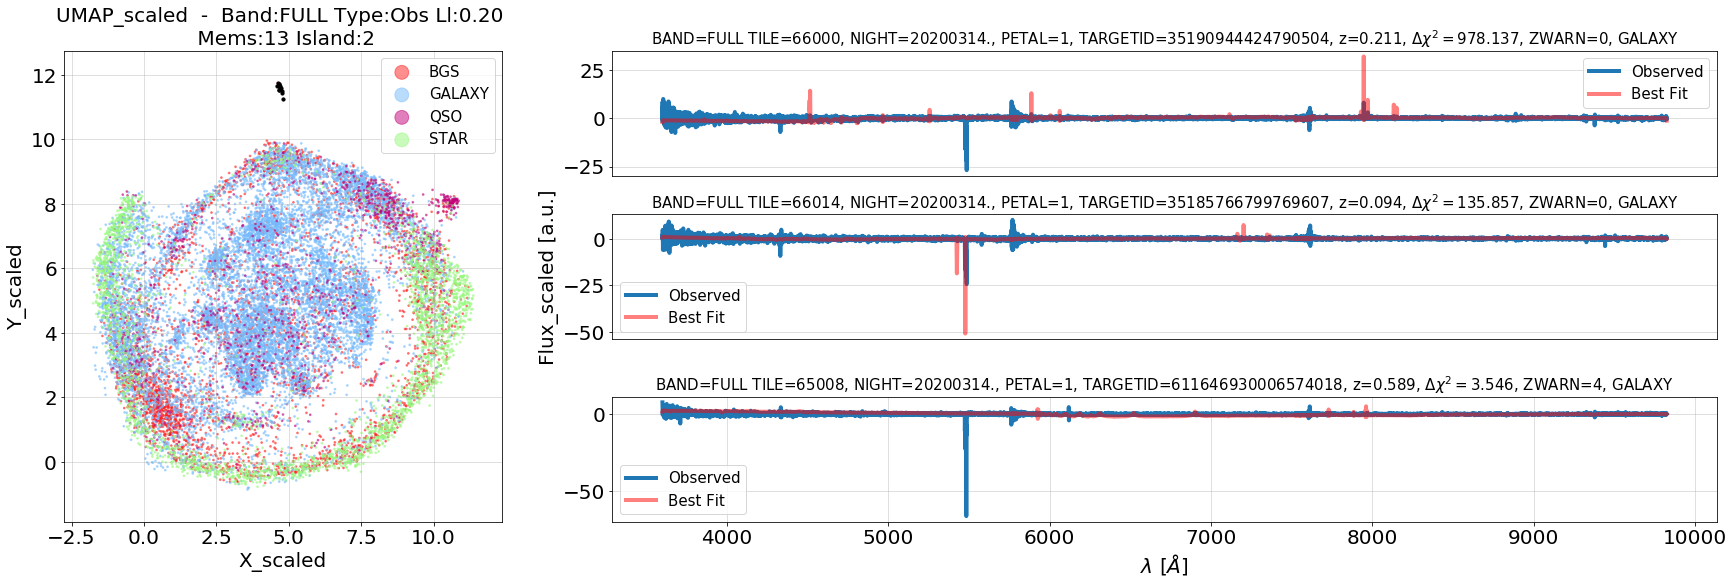 UMAP_scaled - Band:FULL Type:Obs Ll:0.20
Mems:13 Island:2
BGS
GALAXY
QSO
STAR
12
10
8
6
4
2
0
Y_scaled
−2.5 0.0 2.5 5.0 7.5 10.0
X_scaled
BAND=FULL TILE=66000, NIGHT=20200314., PETAL=1, TARGETID=35190944424790504, z=0.211, Δχ² = 978.137, ZWARN=0, GALAXY
Observed
Best Fit
25
0
−25
BAND=FULL TILE=66014, NIGHT=20200314., PETAL=1, TARGETID=35185766799769607, z=0.094, Δχ² = 135.857, ZWARN=0, GALAXY
0
−25
−50
Observed
Best Fit
Flux_scaled [a.u.]
BAND=FULL TILE=65008, NIGHT=20200314., PETAL=1, TARGETID=611646930006574018, z=0.589, Δχ² = 3.546, ZWARN=4, GALAXY
0
−50
Observed
Best Fit
4000 5000 6000 7000 8000 9000 10000
λ [Å]